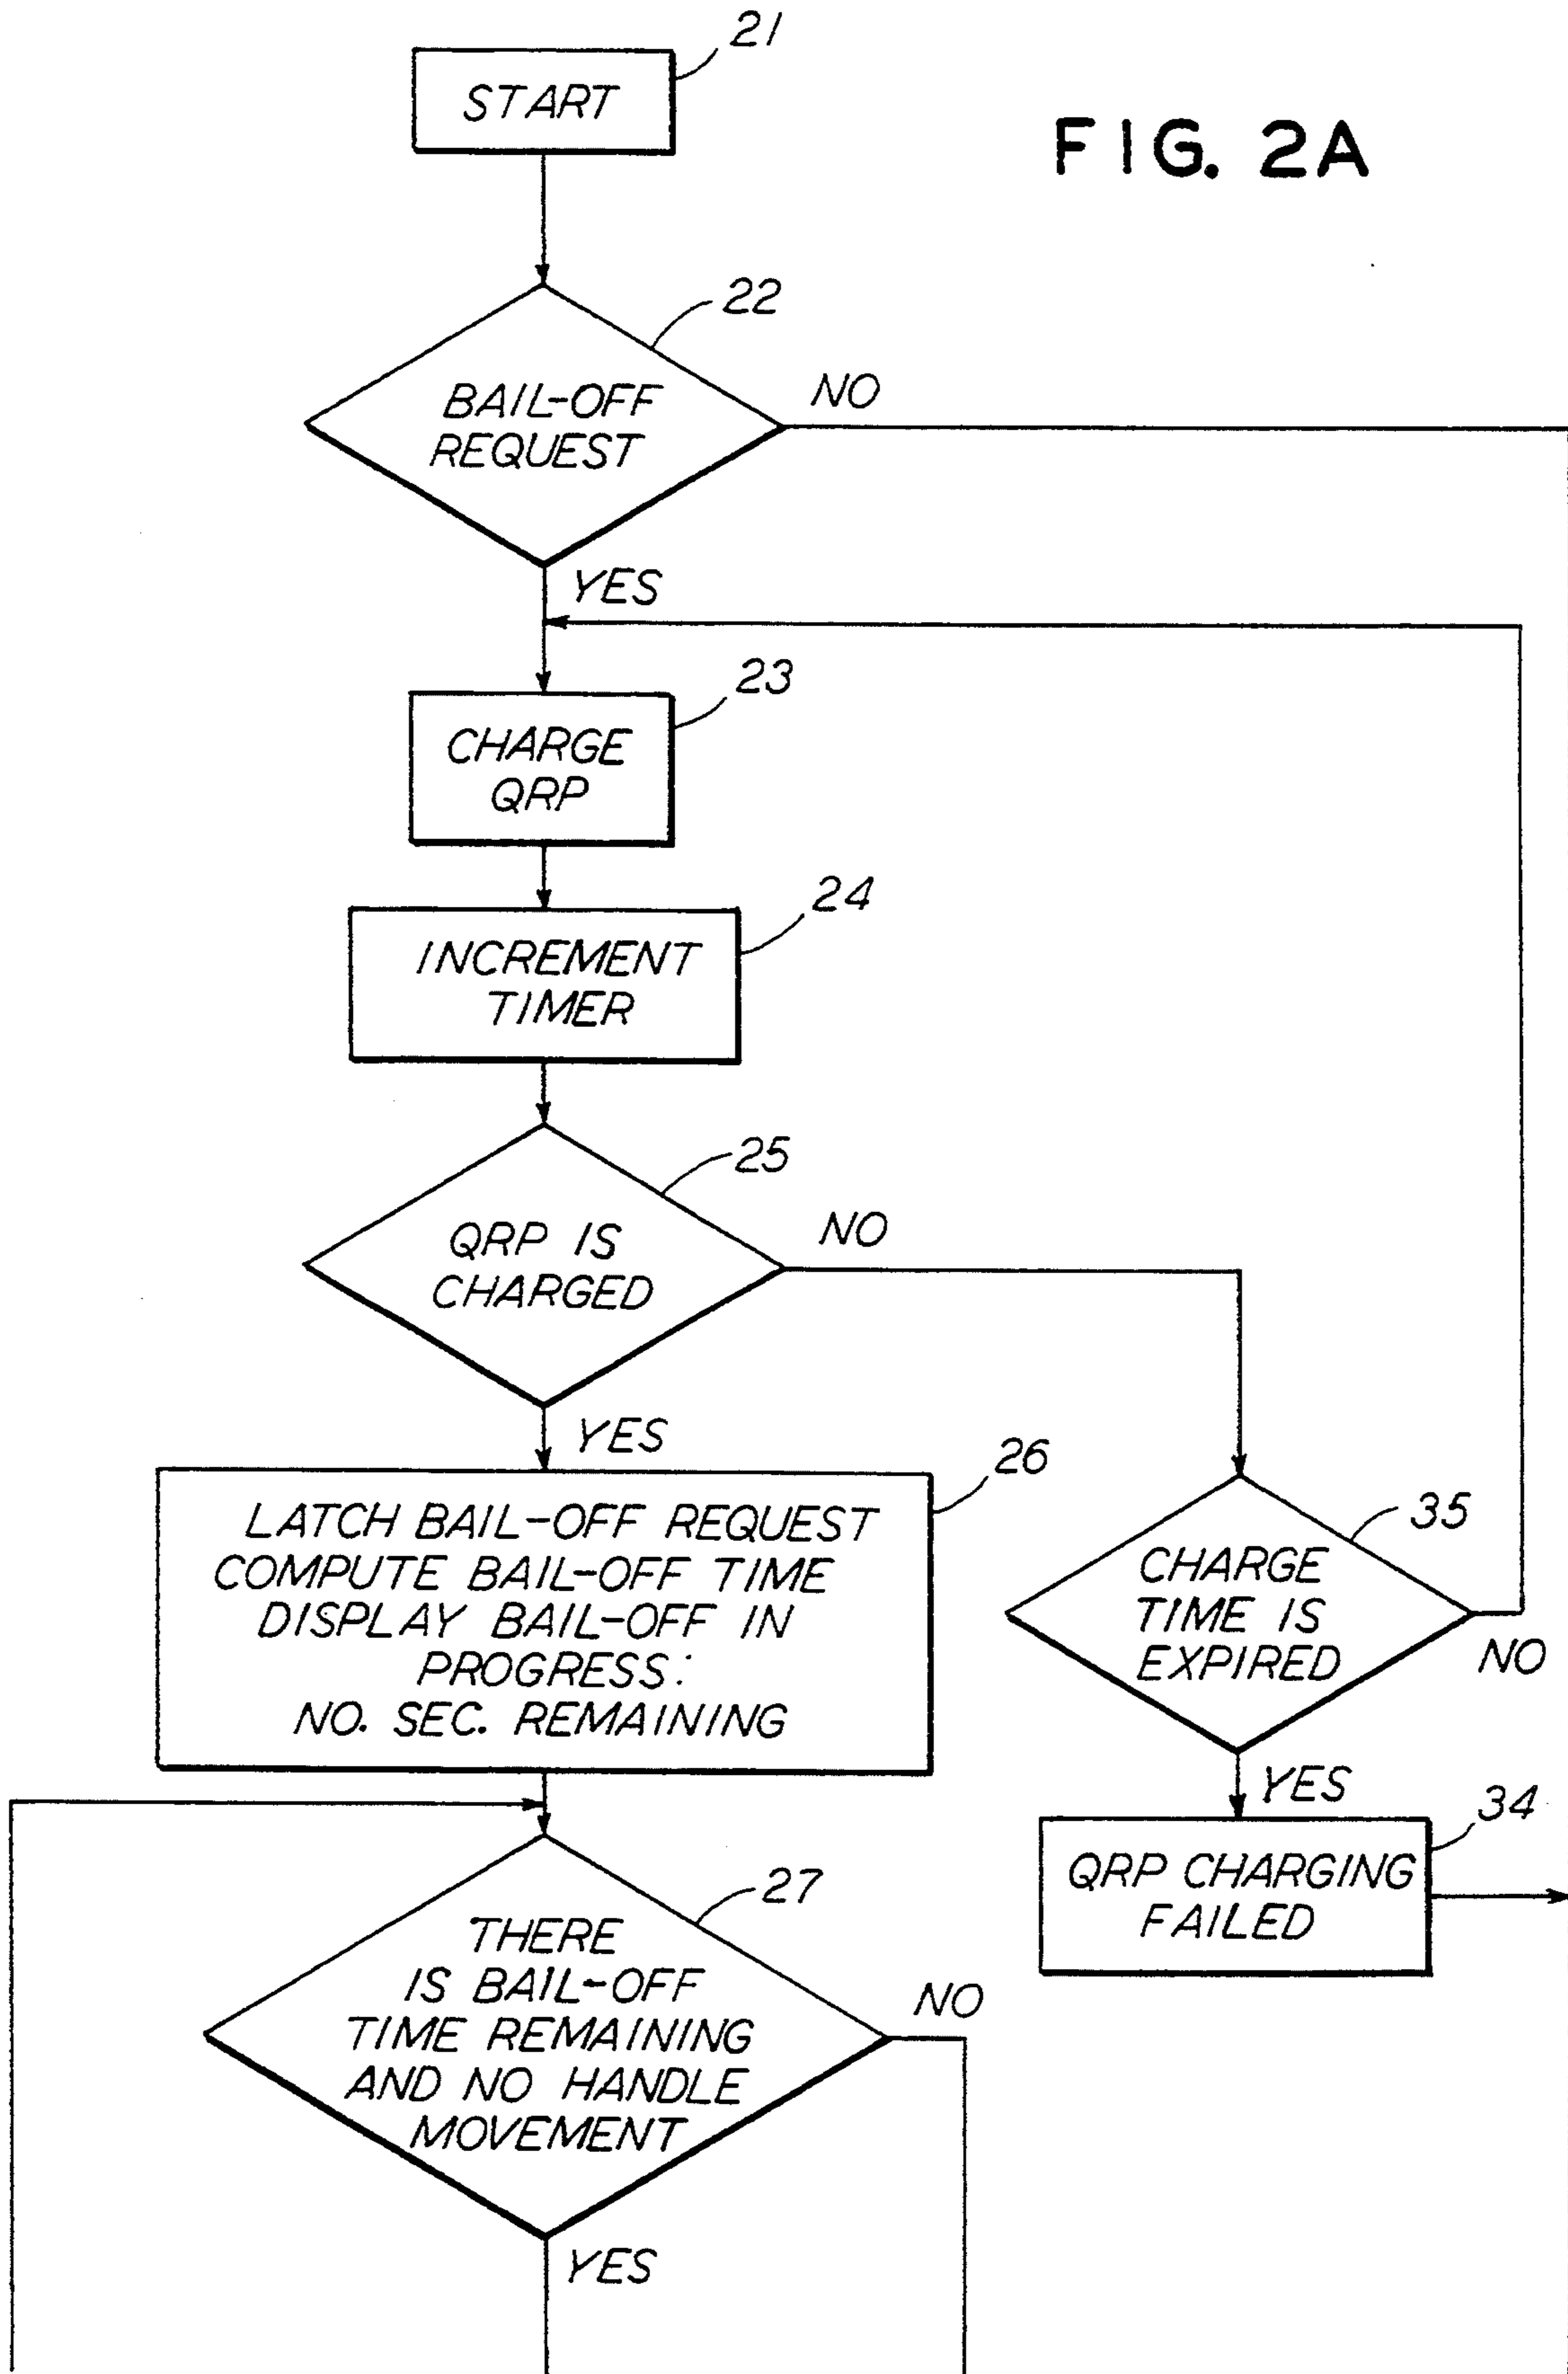 21
START
FIG. 2A
22
BAIL-OFF
REQUEST
NO
YES
23
CHARGE
QRP
24
INCREMENT
TIMER
25
QRP IS
CHARGED
NO
YES
26
LATCH BAIL-OFF REQUEST
COMPUTE BAIL-OFF TIME
DISPLAY BAIL-OFF IN
PROGRESS:
NO. SEC. REMAINING
35
CHARGE
TIME IS
EXPIRED
NO
YES
34
QRP CHARGING
FAILED
27
THERE
IS BAIL-OFF
TIME REMAINING
AND NO HANDLE
MOVEMENT
NO
YES